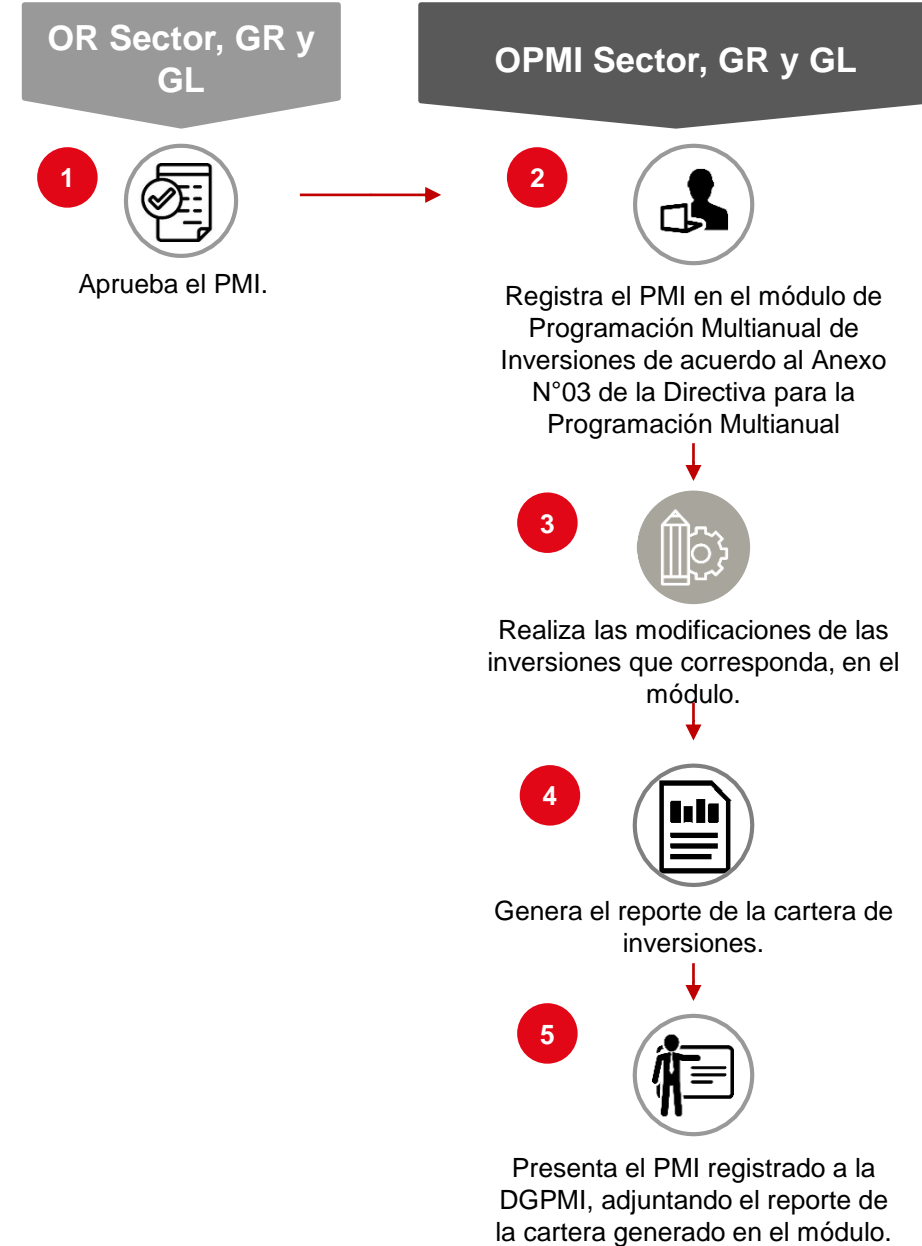 OR Sector, GR y
GL
OPMI Sector, GR y GL
1
Aprueba el PMI.
2
Registra el PMI en el módulo de
Programación Multianual de
Inversiones de acuerdo al Anexo
N°03 de la Directiva para la
Programación Multianual
3
Realiza las modificaciones de las
inversiones que corresponda, en el
módulo.
4
Genera el reporte de la cartera de
inversiones.
5
Presenta el PMI registrado a la
DGPMI, adjuntando el reporte de
la cartera generado en el módulo.